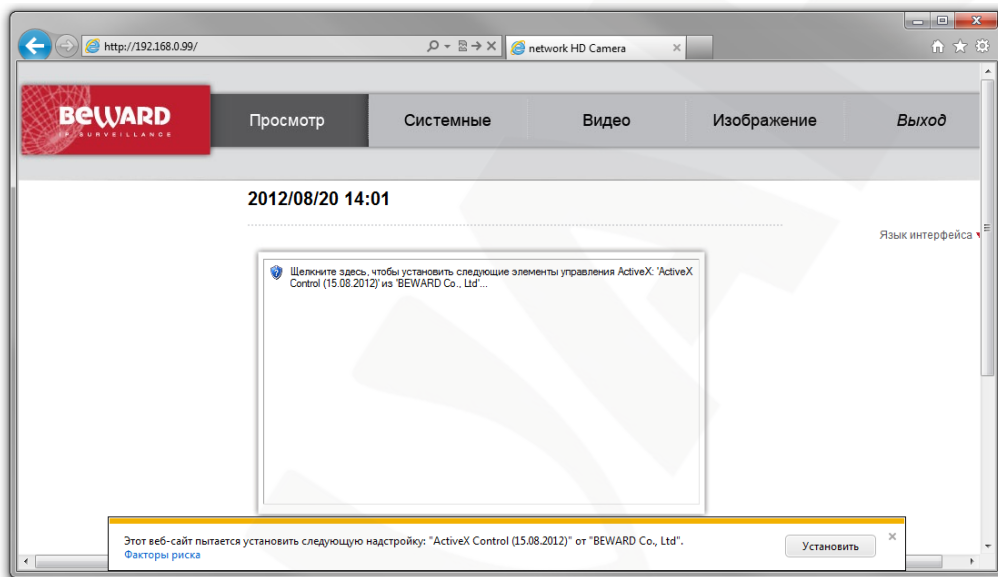 http://192.168.0.99/
network HD Camera
BEWARD
IP SURVEILLANCE
Просмотр
Системные
Видео
Изображение
Выход
2012/08/20 14:01
Язык интерфейса
Щелкните здесь, чтобы установить следующие элементы управления ActiveX: 'ActiveX
Control (15.08.2012)' из 'BEWARD Co., Ltd'...
Этот веб-сайт пытается установить следующую надстройку: "ActiveX Control (15.08.2012)" от "BEWARD Co., Ltd".
Факторы риска
Установить